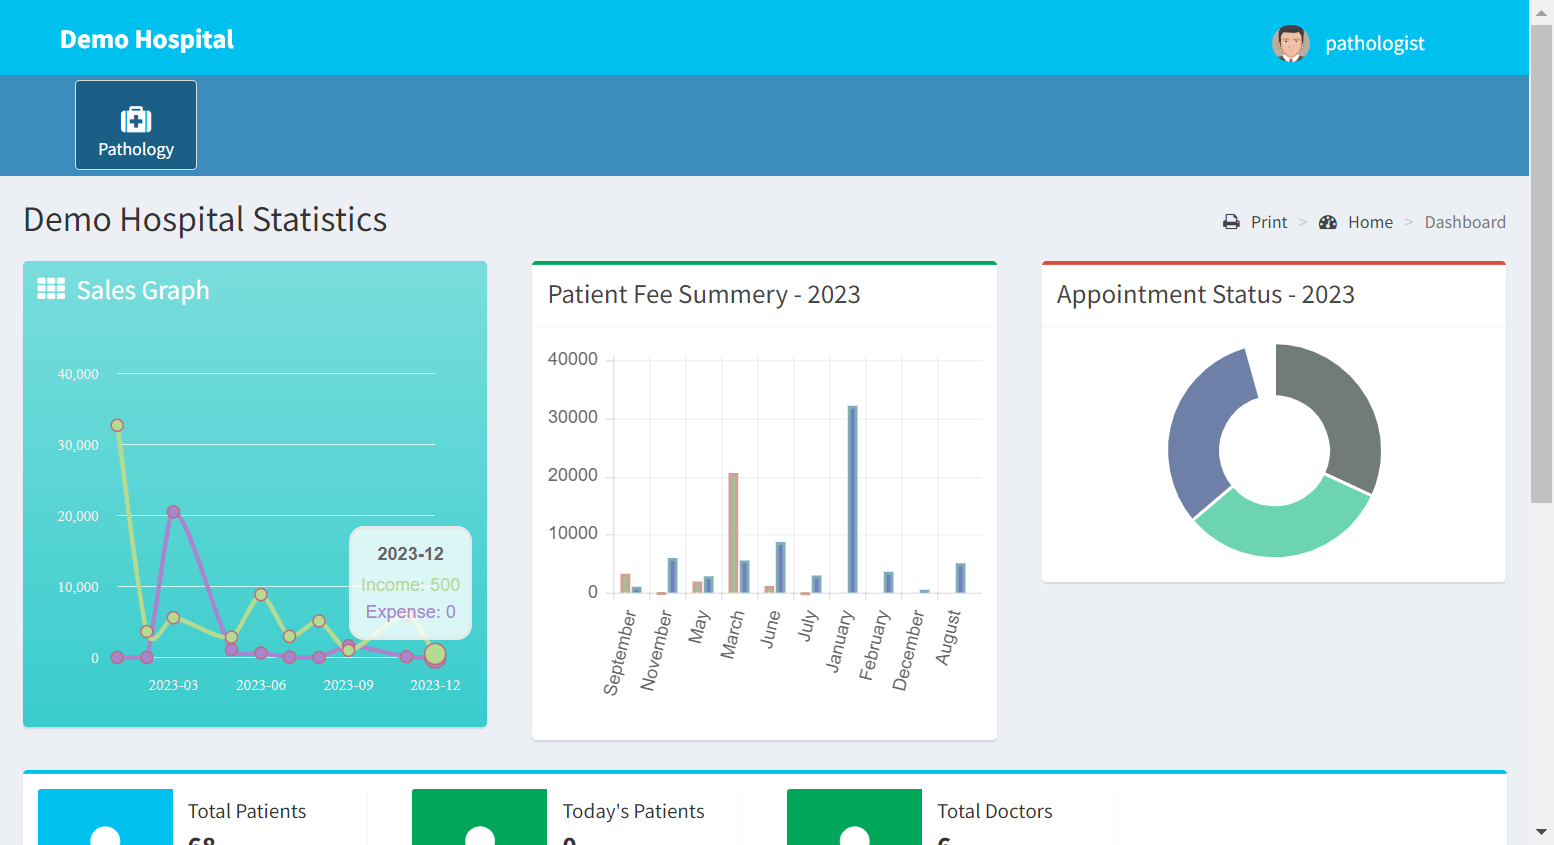 Demo Hospital
pathologist
Pathology
Demo Hospital Statistics
Print > Home > Dashboard
Sales Graph
40,000
30,000
20,000
10,000
0
2023-03 2023-06 2023-09 2023-12
2023-12
Income: 500
Expense: 0
Patient Fee Summery - 2023
40000
30000
20000
10000
0
September
November
May
March
June
July
January
February
December
August
Appointment Status - 2023
Total Patients
68
Today's Patients
0
Total Doctors
6